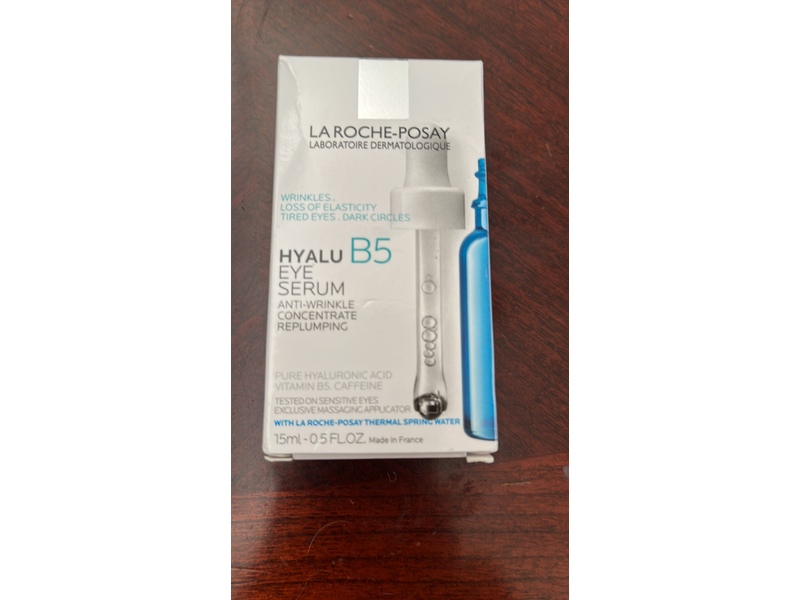 LA ROCHE-POSAY
LABORATOIRE DERMATOLOGIQUE
WRINKLES.
LOSS OF ELASTICITY
TIRED EYES. DARK CIRCLES
HYALU B5
EYE
SERUM
ANTI-WRINKLE
CONCENTRATE
REPLUMPING
PURE HYALURONIC ACID
VITAMIN B5. CAFFEINE
TESTED ON SENSITIVE EYES
EXCLUSIVE MASSAGING APPLICATOR
WITH LA ROCHE-POSAY THERMAL SPRING WATER
15ml - 0.5 FL.OZ. Made in France